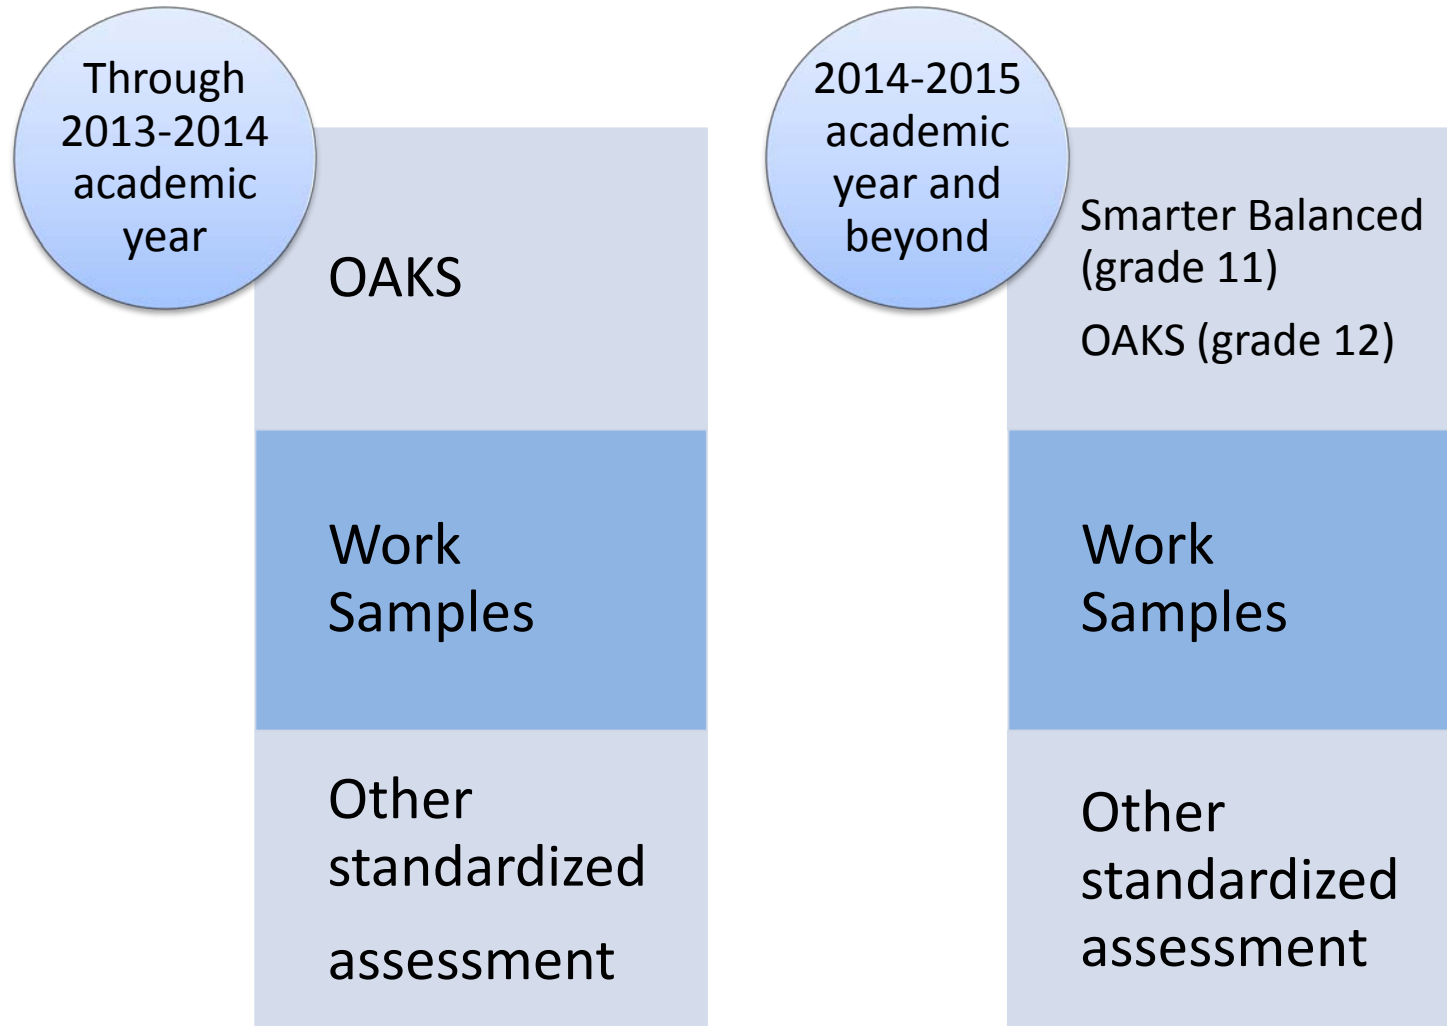 Through
2013-2014
academic
year
OAKS
Work
Samples
Other
standardized
assessment
2014-2015
academic
year and
beyond
Smarter Balanced
(grade 11)
OAKS (grade 12)
Work
Samples
Other
standardized
assessment